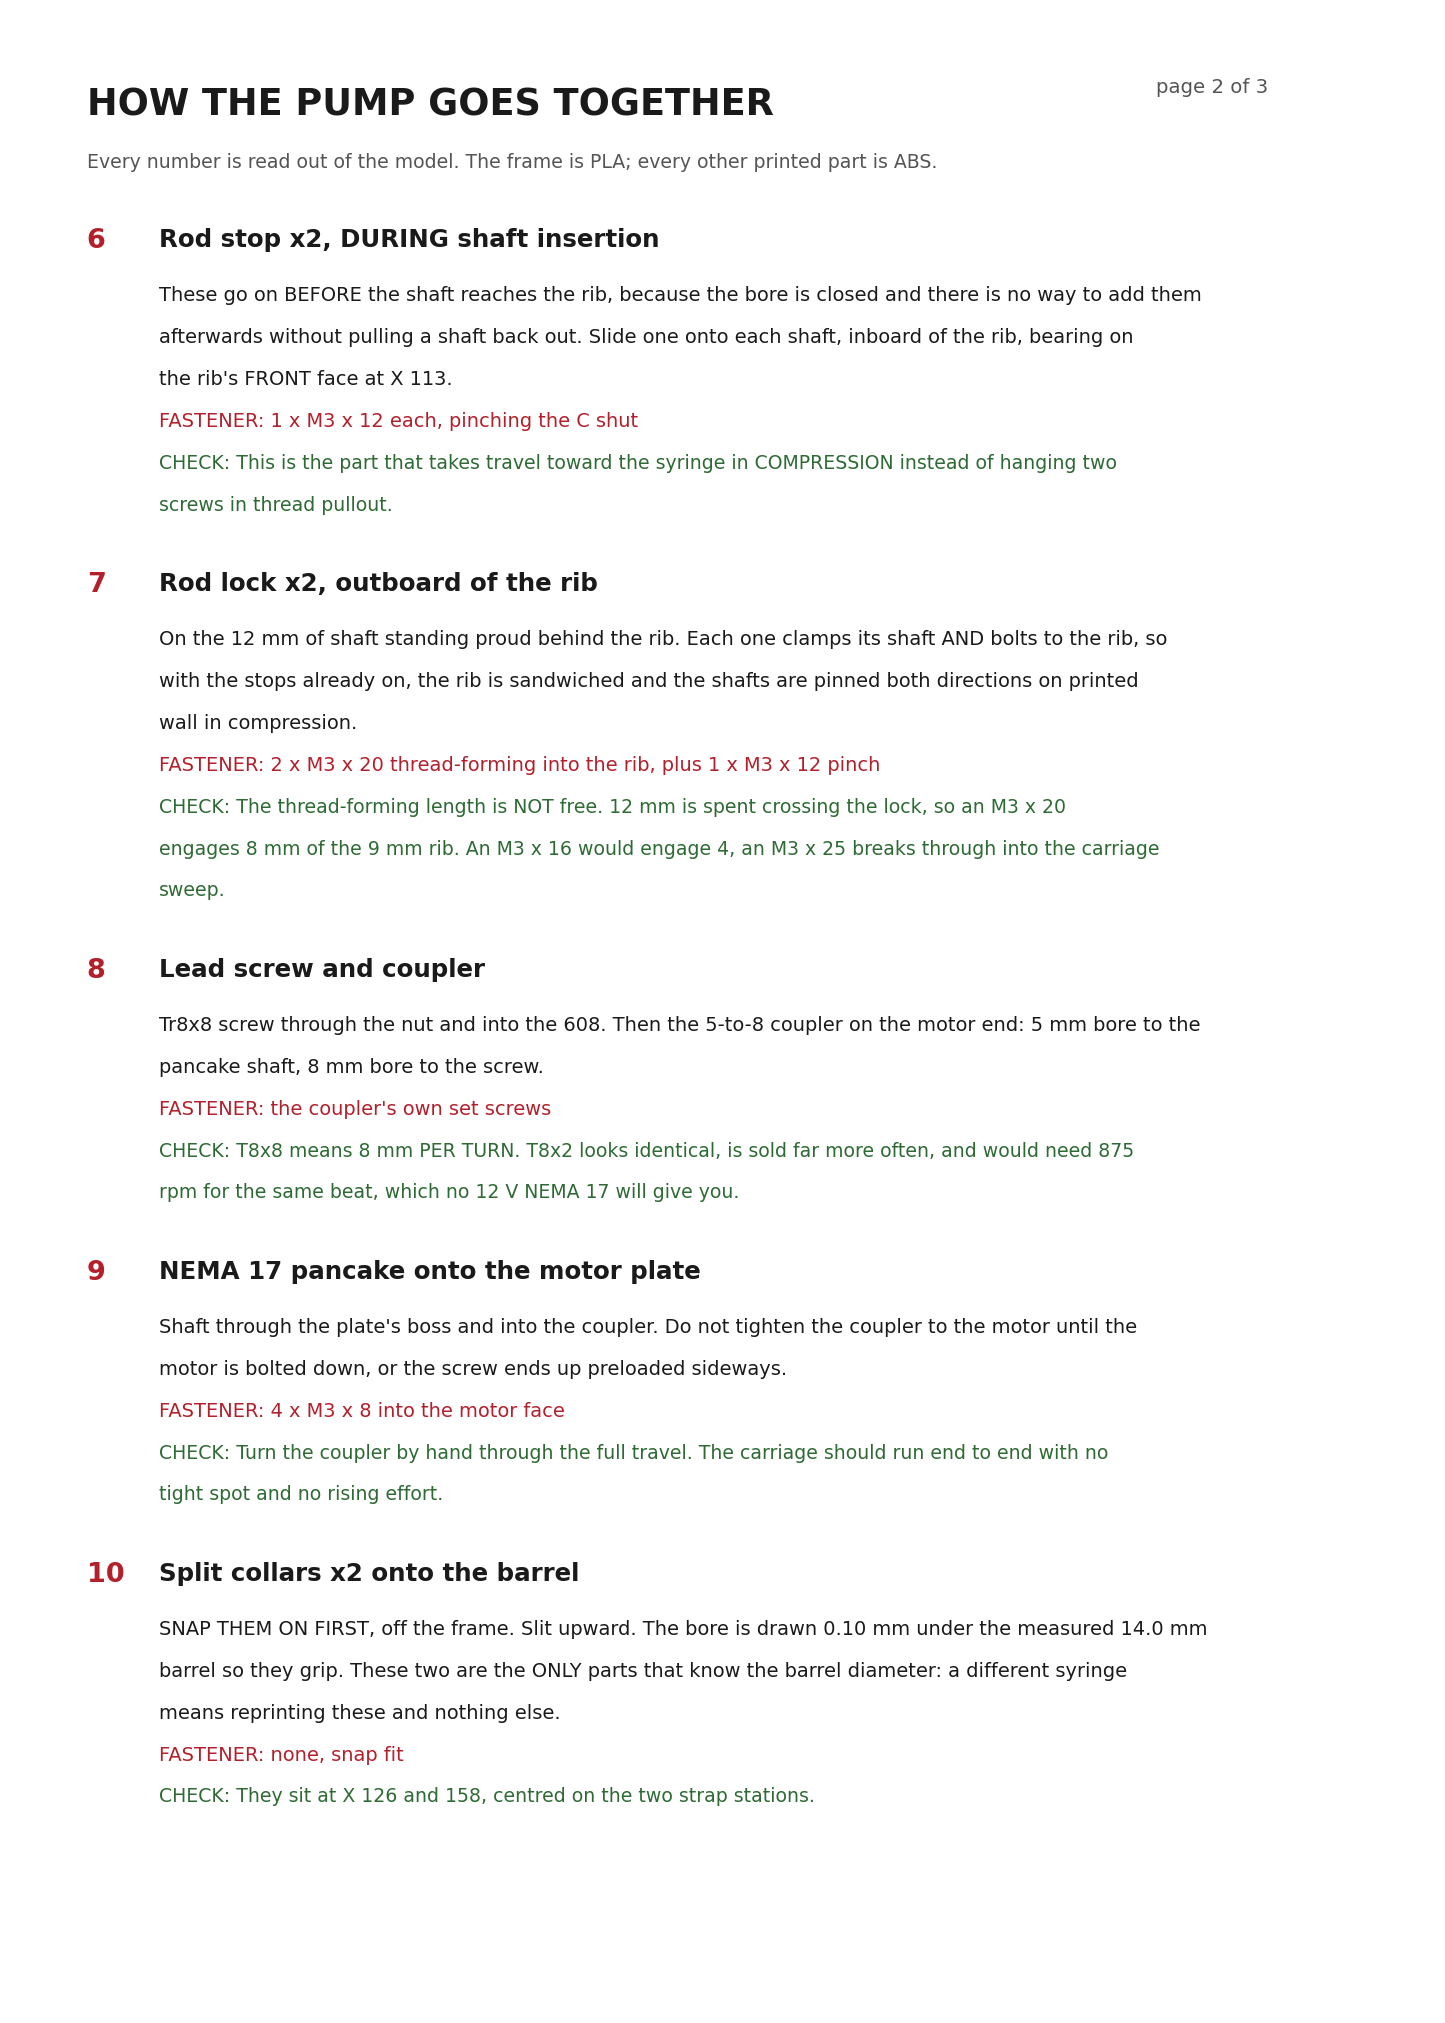 HOW THE PUMP GOES TOGETHER
page 2 of 3
Every number is read out of the model. The frame is PLA; every other printed part is ABS.
6 Rod stop x2, DURING shaft insertion
These go on BEFORE the shaft reaches the rib, because the bore is closed and there is no way to add them
afterwards without pulling a shaft back out. Slide one onto each shaft, inboard of the rib, bearing on
the rib's FRONT face at X 113.
FASTENER: 1 x M3 x 12 each, pinching the C shut
CHECK: This is the part that takes travel toward the syringe in COMPRESSION instead of hanging two
screws in thread pullout.
7 Rod lock x2, outboard of the rib
On the 12 mm of shaft standing proud behind the rib. Each one clamps its shaft AND bolts to the rib, so
with the stops already on, the rib is sandwiched and the shafts are pinned both directions on printed
wall in compression.
FASTENER: 2 x M3 x 20 thread-forming into the rib, plus 1 x M3 x 12 pinch
CHECK: The thread-forming length is NOT free. 12 mm is spent crossing the lock, so an M3 x 20
engages 8 mm of the 9 mm rib. An M3 x 16 would engage 4, an M3 x 25 breaks through into the carriage
sweep.
8 Lead screw and coupler
Tr8x8 screw through the nut and into the 608. Then the 5-to-8 coupler on the motor end: 5 mm bore to the
pancake shaft, 8 mm bore to the screw.
FASTENER: the coupler's own set screws
CHECK: T8x8 means 8 mm PER TURN. T8x2 looks identical, is sold far more often, and would need 875
rpm for the same beat, which no 12 V NEMA 17 will give you.
9 NEMA 17 pancake onto the motor plate
Shaft through the plate's boss and into the coupler. Do not tighten the coupler to the motor until the
motor is bolted down, or the screw ends up preloaded sideways.
FASTENER: 4 x M3 x 8 into the motor face
CHECK: Turn the coupler by hand through the full travel. The carriage should run end to end with no
tight spot and no rising effort.
10 Split collars x2 onto the barrel
SNAP THEM ON FIRST, off the frame. Slit upward. The bore is drawn 0.10 mm under the measured 14.0 mm
barrel so they grip. These two are the ONLY parts that know the barrel diameter: a different syringe
means reprinting these and nothing else.
FASTENER: none, snap fit
CHECK: They sit at X 126 and 158, centred on the two strap stations.